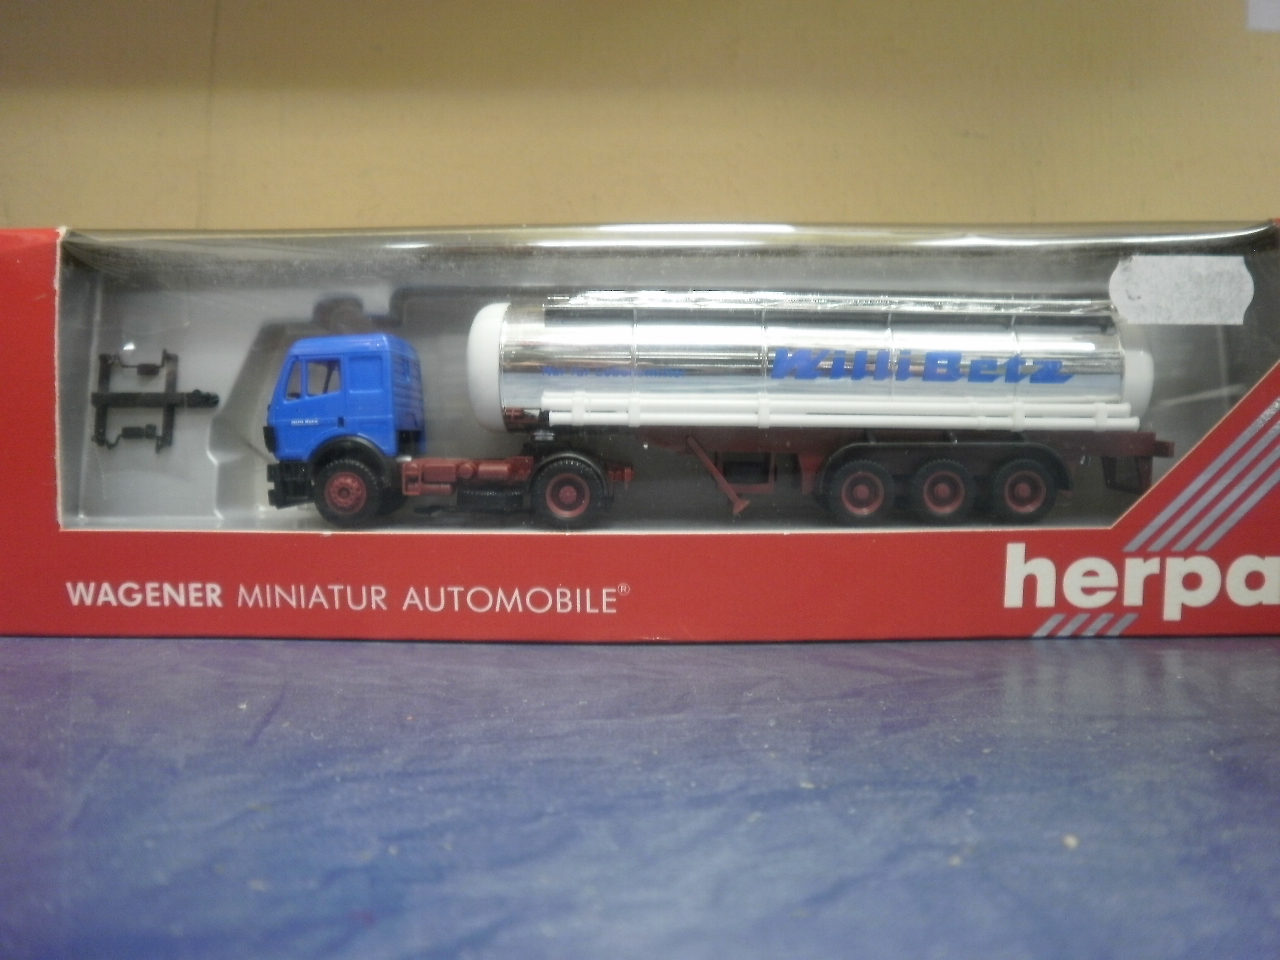 Willi Betz
WAGENER MINIATUR AUTOMOBILE®
herpa